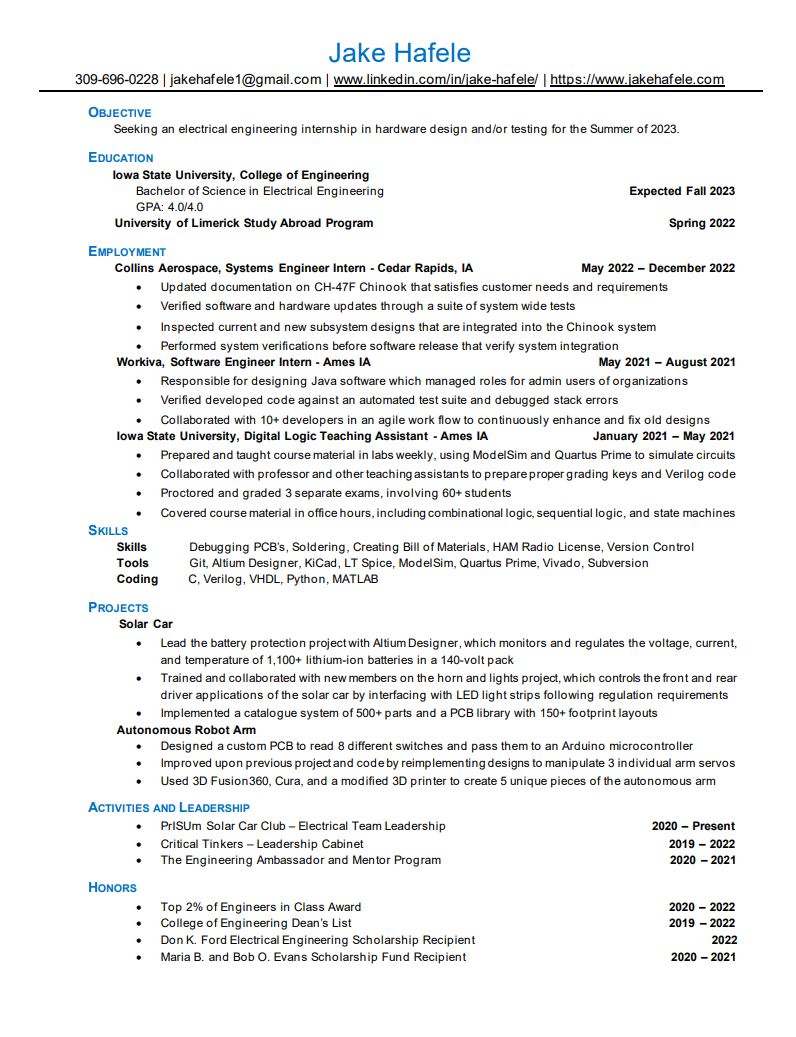 Jake Hafele
309-696-0228 | jakehafele1@gmail.com | www.linkedin.com/in/jake-hafele/ | https://www.jakehafele.com
OBJECTIVE
Seeking an electrical engineering internship in hardware design and/or testing for the Summer of 2023.
EDUCATION
Iowa State University, College of Engineering
Bachelor of Science in Electrical Engineering Expected Fall 2023
GPA: 4.0/4.0
University of Limerick Study Abroad Program Spring 2022
EMPLOYMENT
Collins Aerospace, Systems Engineer Intern - Cedar Rapids, IA May 2022 – December 2022
• Updated documentation on CH-47F Chinook that satisfies customer needs and requirements
• Verified software and hardware updates through a suite of system wide tests
• Inspected current and new subsystem designs that are integrated into the Chinook system
• Performed system verifications before software release that verify system integration
Workiva, Software Engineer Intern - Ames IA May 2021 – August 2021
• Responsible for designing Java software which managed roles for admin users of organizations
• Verified developed code against an automated test suite and debugged stack errors
• Collaborated with 10+ developers in an agile work flow to continuously enhance and fix old designs
Iowa State University, Digital Logic Teaching Assistant - Ames IA January 2021 – May 2021
• Prepared and taught course material in labs weekly, using ModelSim and Quartus Prime to simulate circuits
• Collaborated with professor and other teaching assistants to prepare proper grading keys and Verilog code
• Proctored and graded 3 separate exams, involving 60+ students
• Covered course material in office hours, including combinational logic, sequential logic, and state machines
SKILLS
Skills Debugging PCB's, Soldering, Creating Bill of Materials, HAM Radio License, Version Control
Tools Git, Altium Designer, KiCad, LT Spice, ModelSim, Quartus Prime, Vivado, Subversion
Coding C, Verilog, VHDL, Python, MATLAB
PROJECTS
Solar Car
• Lead the battery protection project with Altium Designer, which monitors and regulates the voltage, current,
and temperature of 1,100+ lithium-ion batteries in a 140-volt pack
• Trained and collaborated with new members on the horn and lights project, which controls the front and rear
driver applications of the solar car by interfacing with LED light strips following regulation requirements
• Implemented a catalogue system of 500+ parts and a PCB library with 150+ footprint layouts
Autonomous Robot Arm
• Designed a custom PCB to read 8 different switches and pass them to an Arduino microcontroller
• Improved upon previous project and code by reimplementing designs to manipulate 3 individual arm servos
• Used 3D Fusion360, Cura, and a modified 3D printer to create 5 unique pieces of the autonomous arm
ACTIVITIES AND LEADERSHIP
• PrISUm Solar Car Club – Electrical Team Leadership 2020 – Present
• Critical Tinkers – Leadership Cabinet 2019 – 2022
• The Engineering Ambassador and Mentor Program 2020 – 2021
HONORS
• Top 2% of Engineers in Class Award 2020 – 2022
• College of Engineering Dean's List 2019 – 2022
• Don K. Ford Electrical Engineering Scholarship Recipient 2022
• Maria B. and Bob O. Evans Scholarship Fund Recipient 2020 – 2021